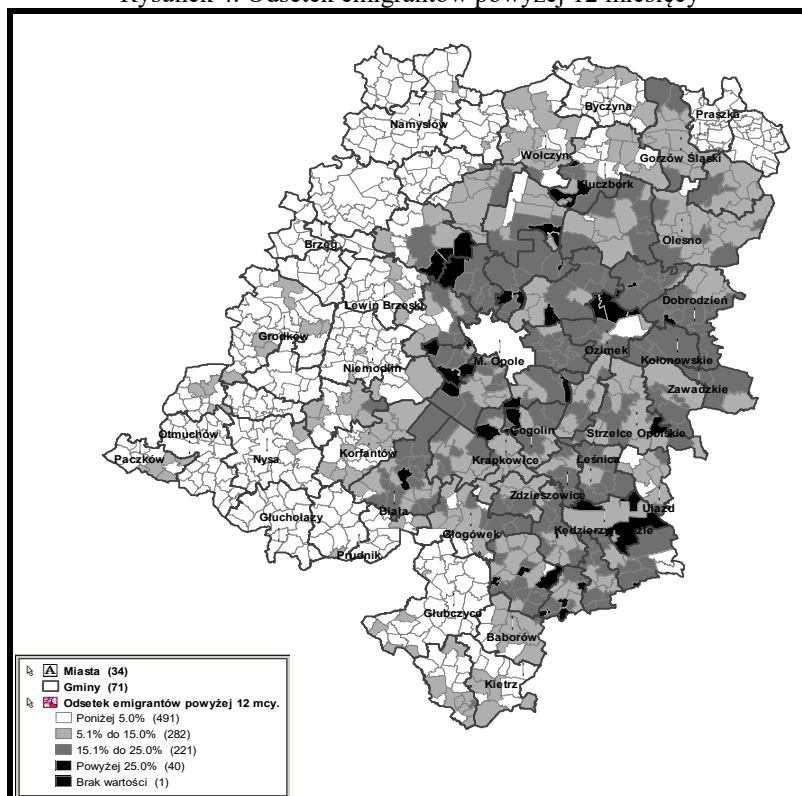 Rysunek 4. Odsetek emigrantów powyżej 12 miesięcy
Byczyna
Praszka
Namysłów
Wołczyn
Gorzów Śląski
Kluczbork
Olesno
Brzeg
Lewin Brzeski
Dobrodzień
Grodków
Niemodlin
M. Opole
Ozimek
Kolonowskie
Zawadzkie
Otmuchów
Paczków
Nysa
Korfantów
Gogolin
Strzelce Opolskie
Krapkowice
Leśnica
Biała
Zdzieszowice
Ujazd
Głuchołazy
Prudnik
Głogówek
Głubczyce
Baborów
Kietrz
A Miasta (34)
Gminy (71)
Odsetek emigrantów powyżej 12 mcy.
Poniżej 5.0% (491)
5.1% do 15.0% (282)
15.1% do 25.0% (221)
Powyżej 25.0% (40)
Brak wartości (1)